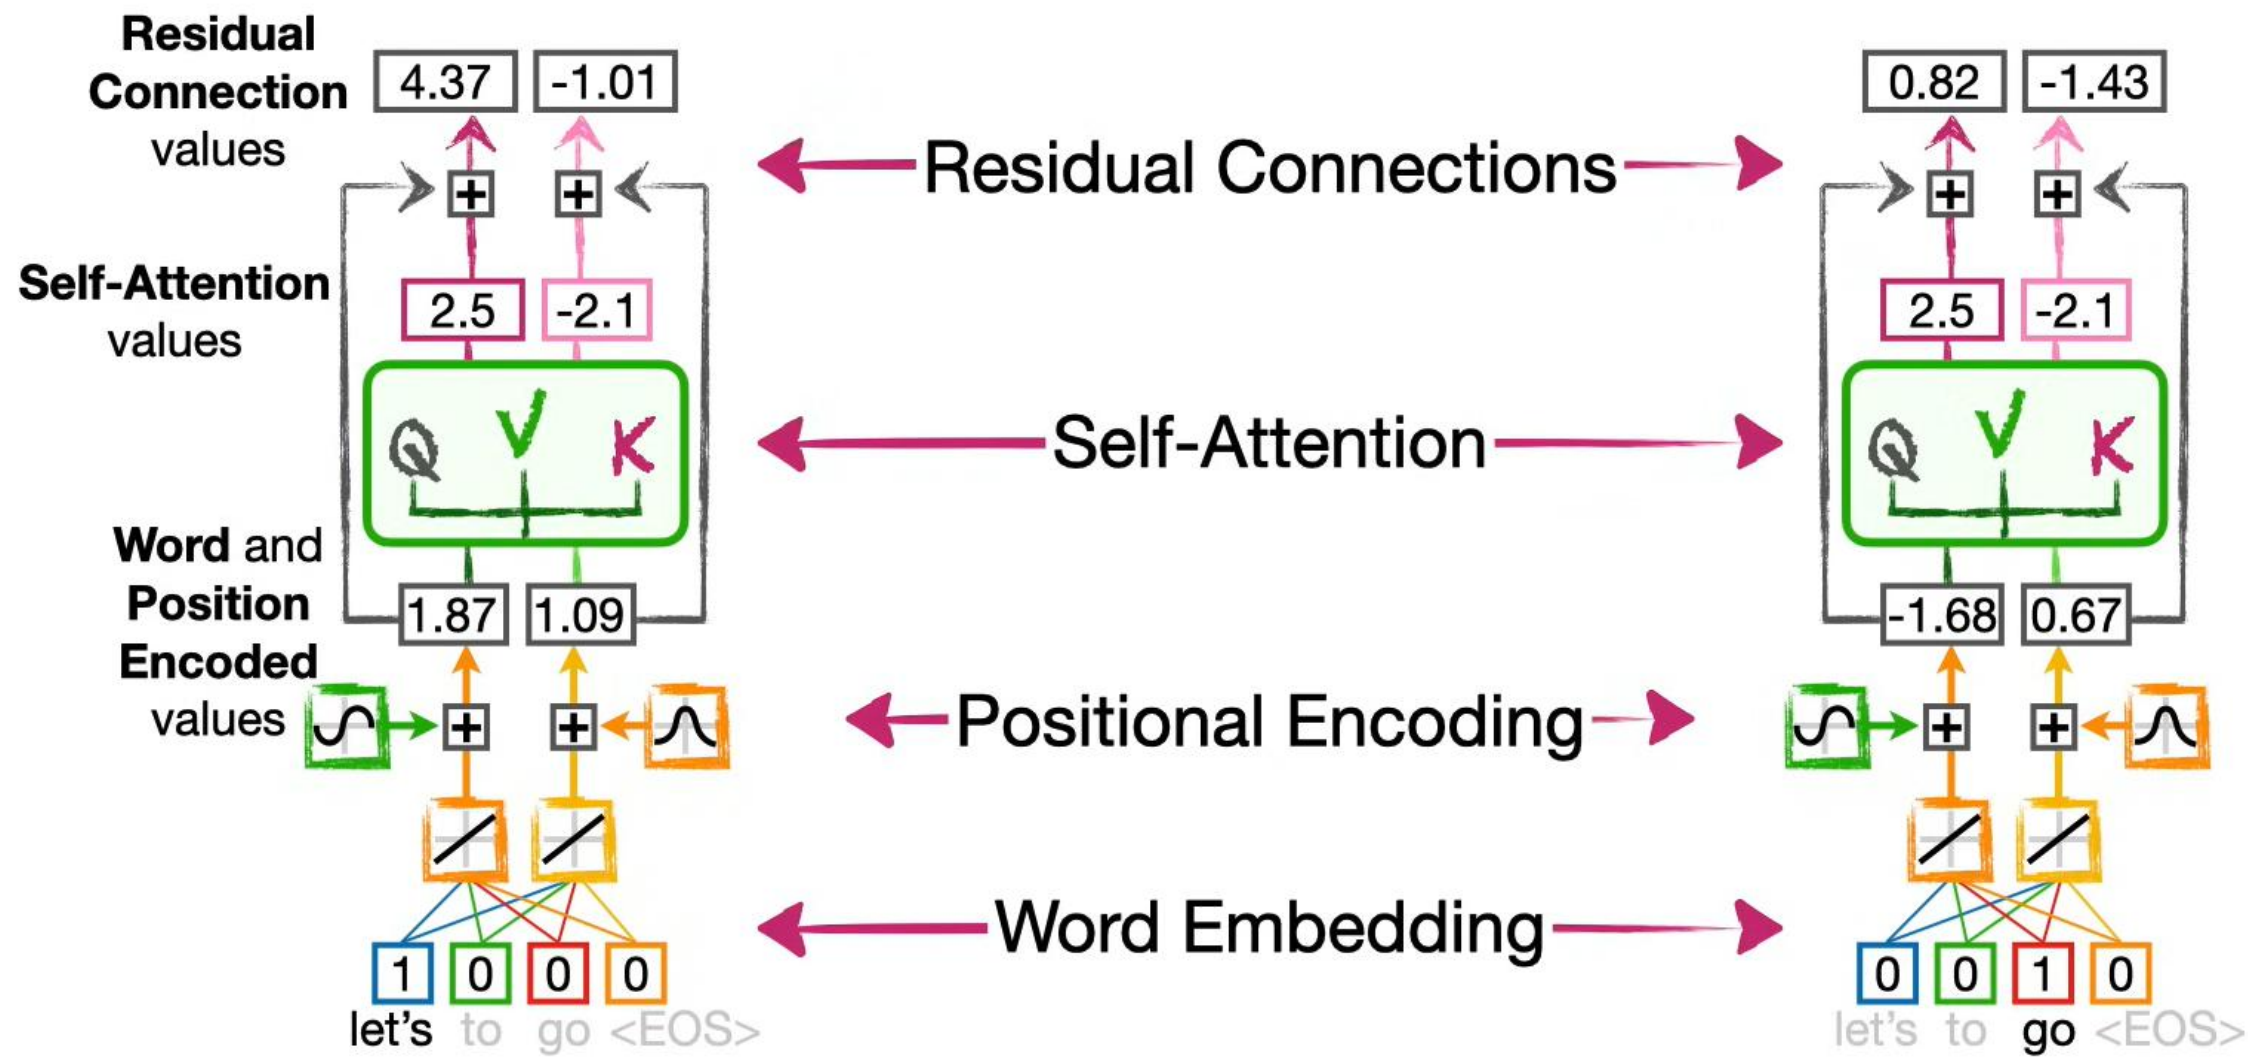 Residual
Connection
values
4.37 -1.01
+ +
Residual Connections
0.82 -1.43
+ +
Self-Attention
values
2.5 -2.1
2.5 -2.1
Q V K
Self-Attention
Q V K
Word and
Position
Encoded
values
1.87 1.09
-1.68 0.67
+ +
Positional Encoding
+ +
Word Embedding
1 0 0 0
let's to go <EOS>
0 0 1 0
let's to go <EOS>